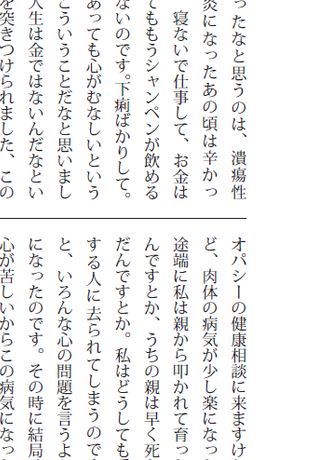 ったなと思うのは、潰瘍性
炎になったあの頃は辛かっ
寝ないで仕事して、お金は
てももうシャンペンが飲める
ないのです。下痢ばかりして。
あっても心がむなしいという
こういうことだなと思いまし
人生は金ではないんだなとい
を突きつけられました、この
オパシーの健康相談に来ますけ
ど、肉体の病気が少し楽になっ
途端に私は親から叩かれて育っ
んですとか、うちの親は早く死
だんですとか。私はどうしても
する人に去られてしまうので
と、いろんな心の問題を言うよ
になったのです。その時に結局
心が苦しいからこの病気になっ